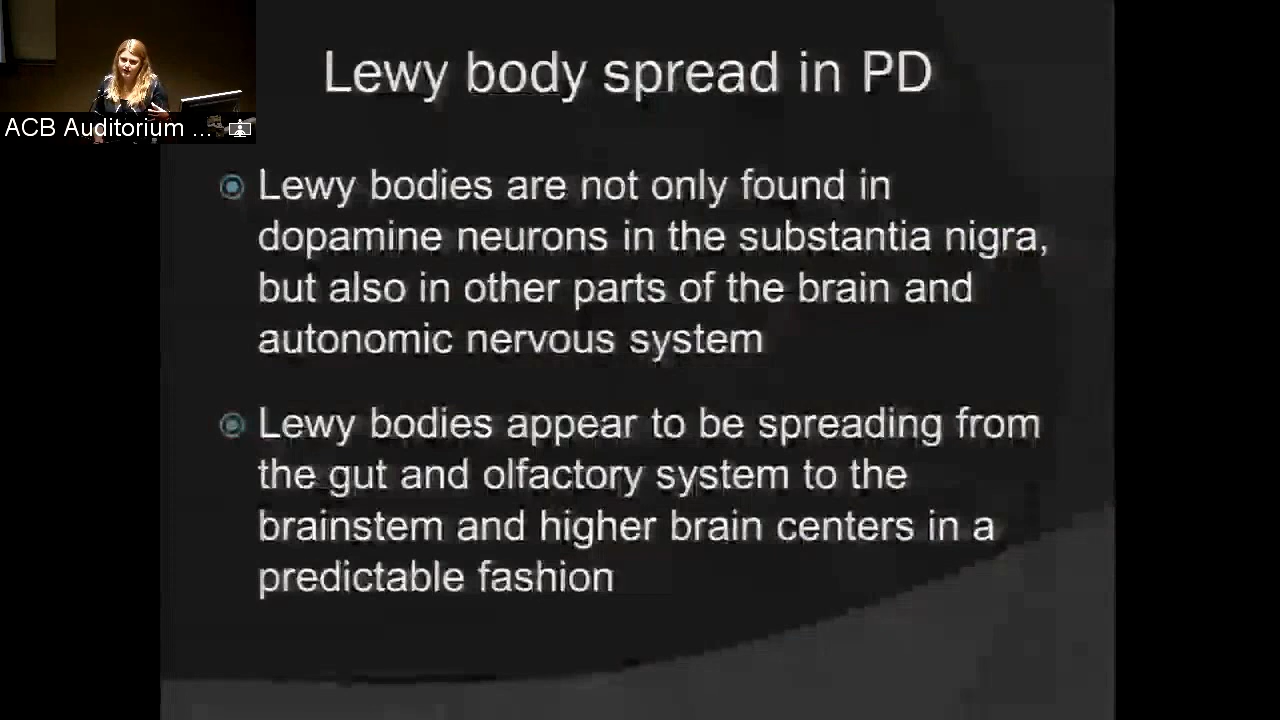 Lewy body spread in PD
ACB Auditorium ...
Lewy bodies are not only found in
dopamine neurons in the substantia nigra,
but also in other parts of the brain and
autonomic nervous system
Lewy bodies appear to be spreading from
the gut and olfactory system to the
brainstem and higher brain centers in a
predictable fashion